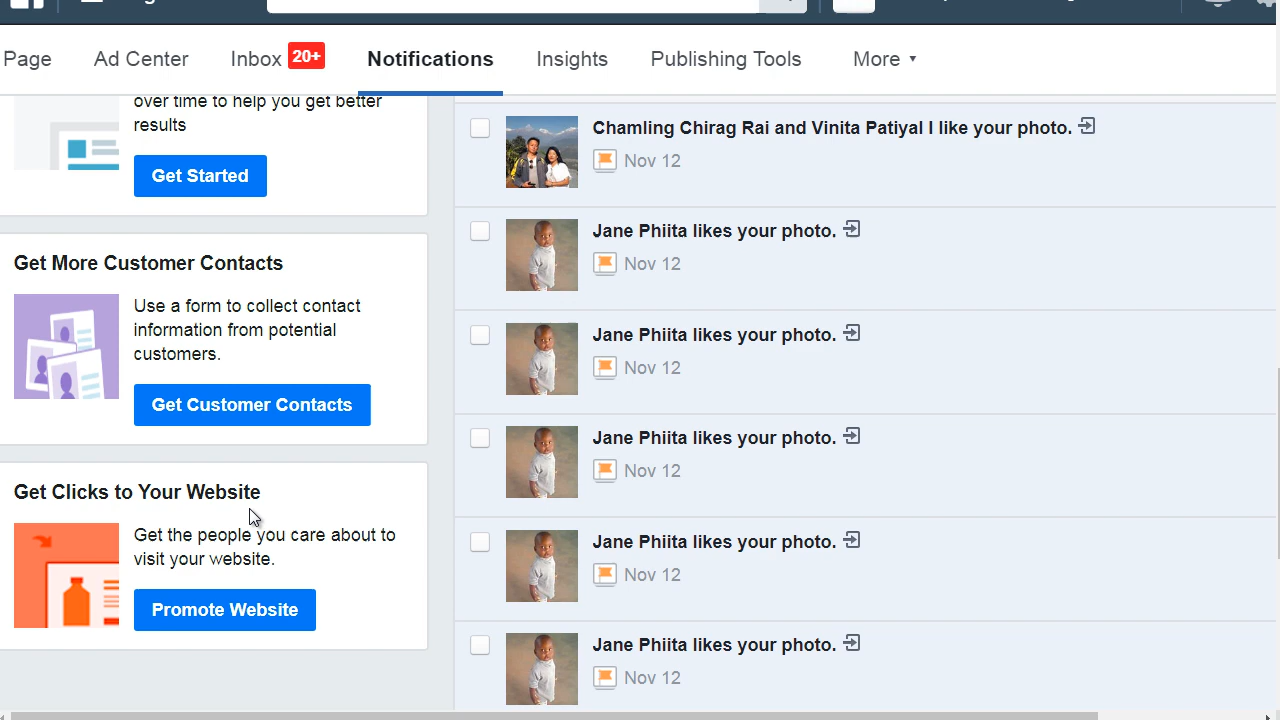 Page Ad Center Inbox 20+ Notifications Insights Publishing Tools More
over time to help you get better
results
Get Started
Get More Customer Contacts
Use a form to collect contact
information from potential
customers.
Get Customer Contacts
Get Clicks to Your Website
Get the people you care about to
visit your website.
Promote Website
Chamling Chirag Rai and Vinita Patiyal I like your photo.
Nov 12
Jane Phiita likes your photo.
Nov 12
Jane Phiita likes your photo.
Nov 12
Jane Phiita likes your photo.
Nov 12
Jane Phiita likes your photo.
Nov 12
Jane Phiita likes your photo.
Nov 12